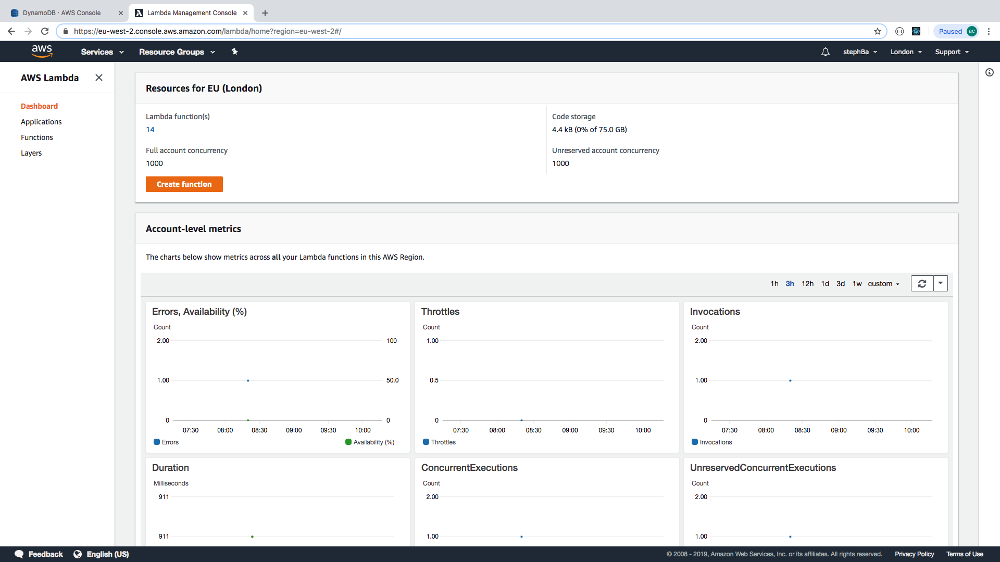 DynamoDB · AWS Console
Lambda Management Console
https://eu-west-2.console.aws.amazon.com/lambda/home?region=eu-west-2#/
Paused ac
aws
Services
Resource Groups
stephBa
London
Support
AWS Lambda
Dashboard
Applications
Functions
Layers
Resources for EU (London)
Lambda function(s)
14
Code storage
4.4 kB (0% of 75.0 GB)
Full account concurrency
1000
Unreserved account concurrency
1000
Create function
Account-level metrics
The charts below show metrics across all your Lambda functions in this AWS Region.
1h 3h 12h 1d 3d 1w custom
Errors, Availability (%)
Count
2.00 100
1.00 50.0
0 0
07:30 08:00 08:30 09:00 09:30 10:00
Errors Availability (%)
Throttles
Count
1.00
0.5
0
07:30 08:00 08:30 09:00 09:30 10:00
Throttles
Invocations
Count
2.00
1.00
0
07:30 08:00 08:30 09:00 09:30 10:00
Invocations
Duration
Milliseconds
911
911
ConcurrentExecutions
Count
2.00
1.00
UnreservedConcurrentExecutions
Count
2.00
1.00
Feedback
English (US)
© 2008 - 2019, Amazon Web Services, Inc. or its affiliates. All rights reserved.
Privacy Policy
Terms of Use